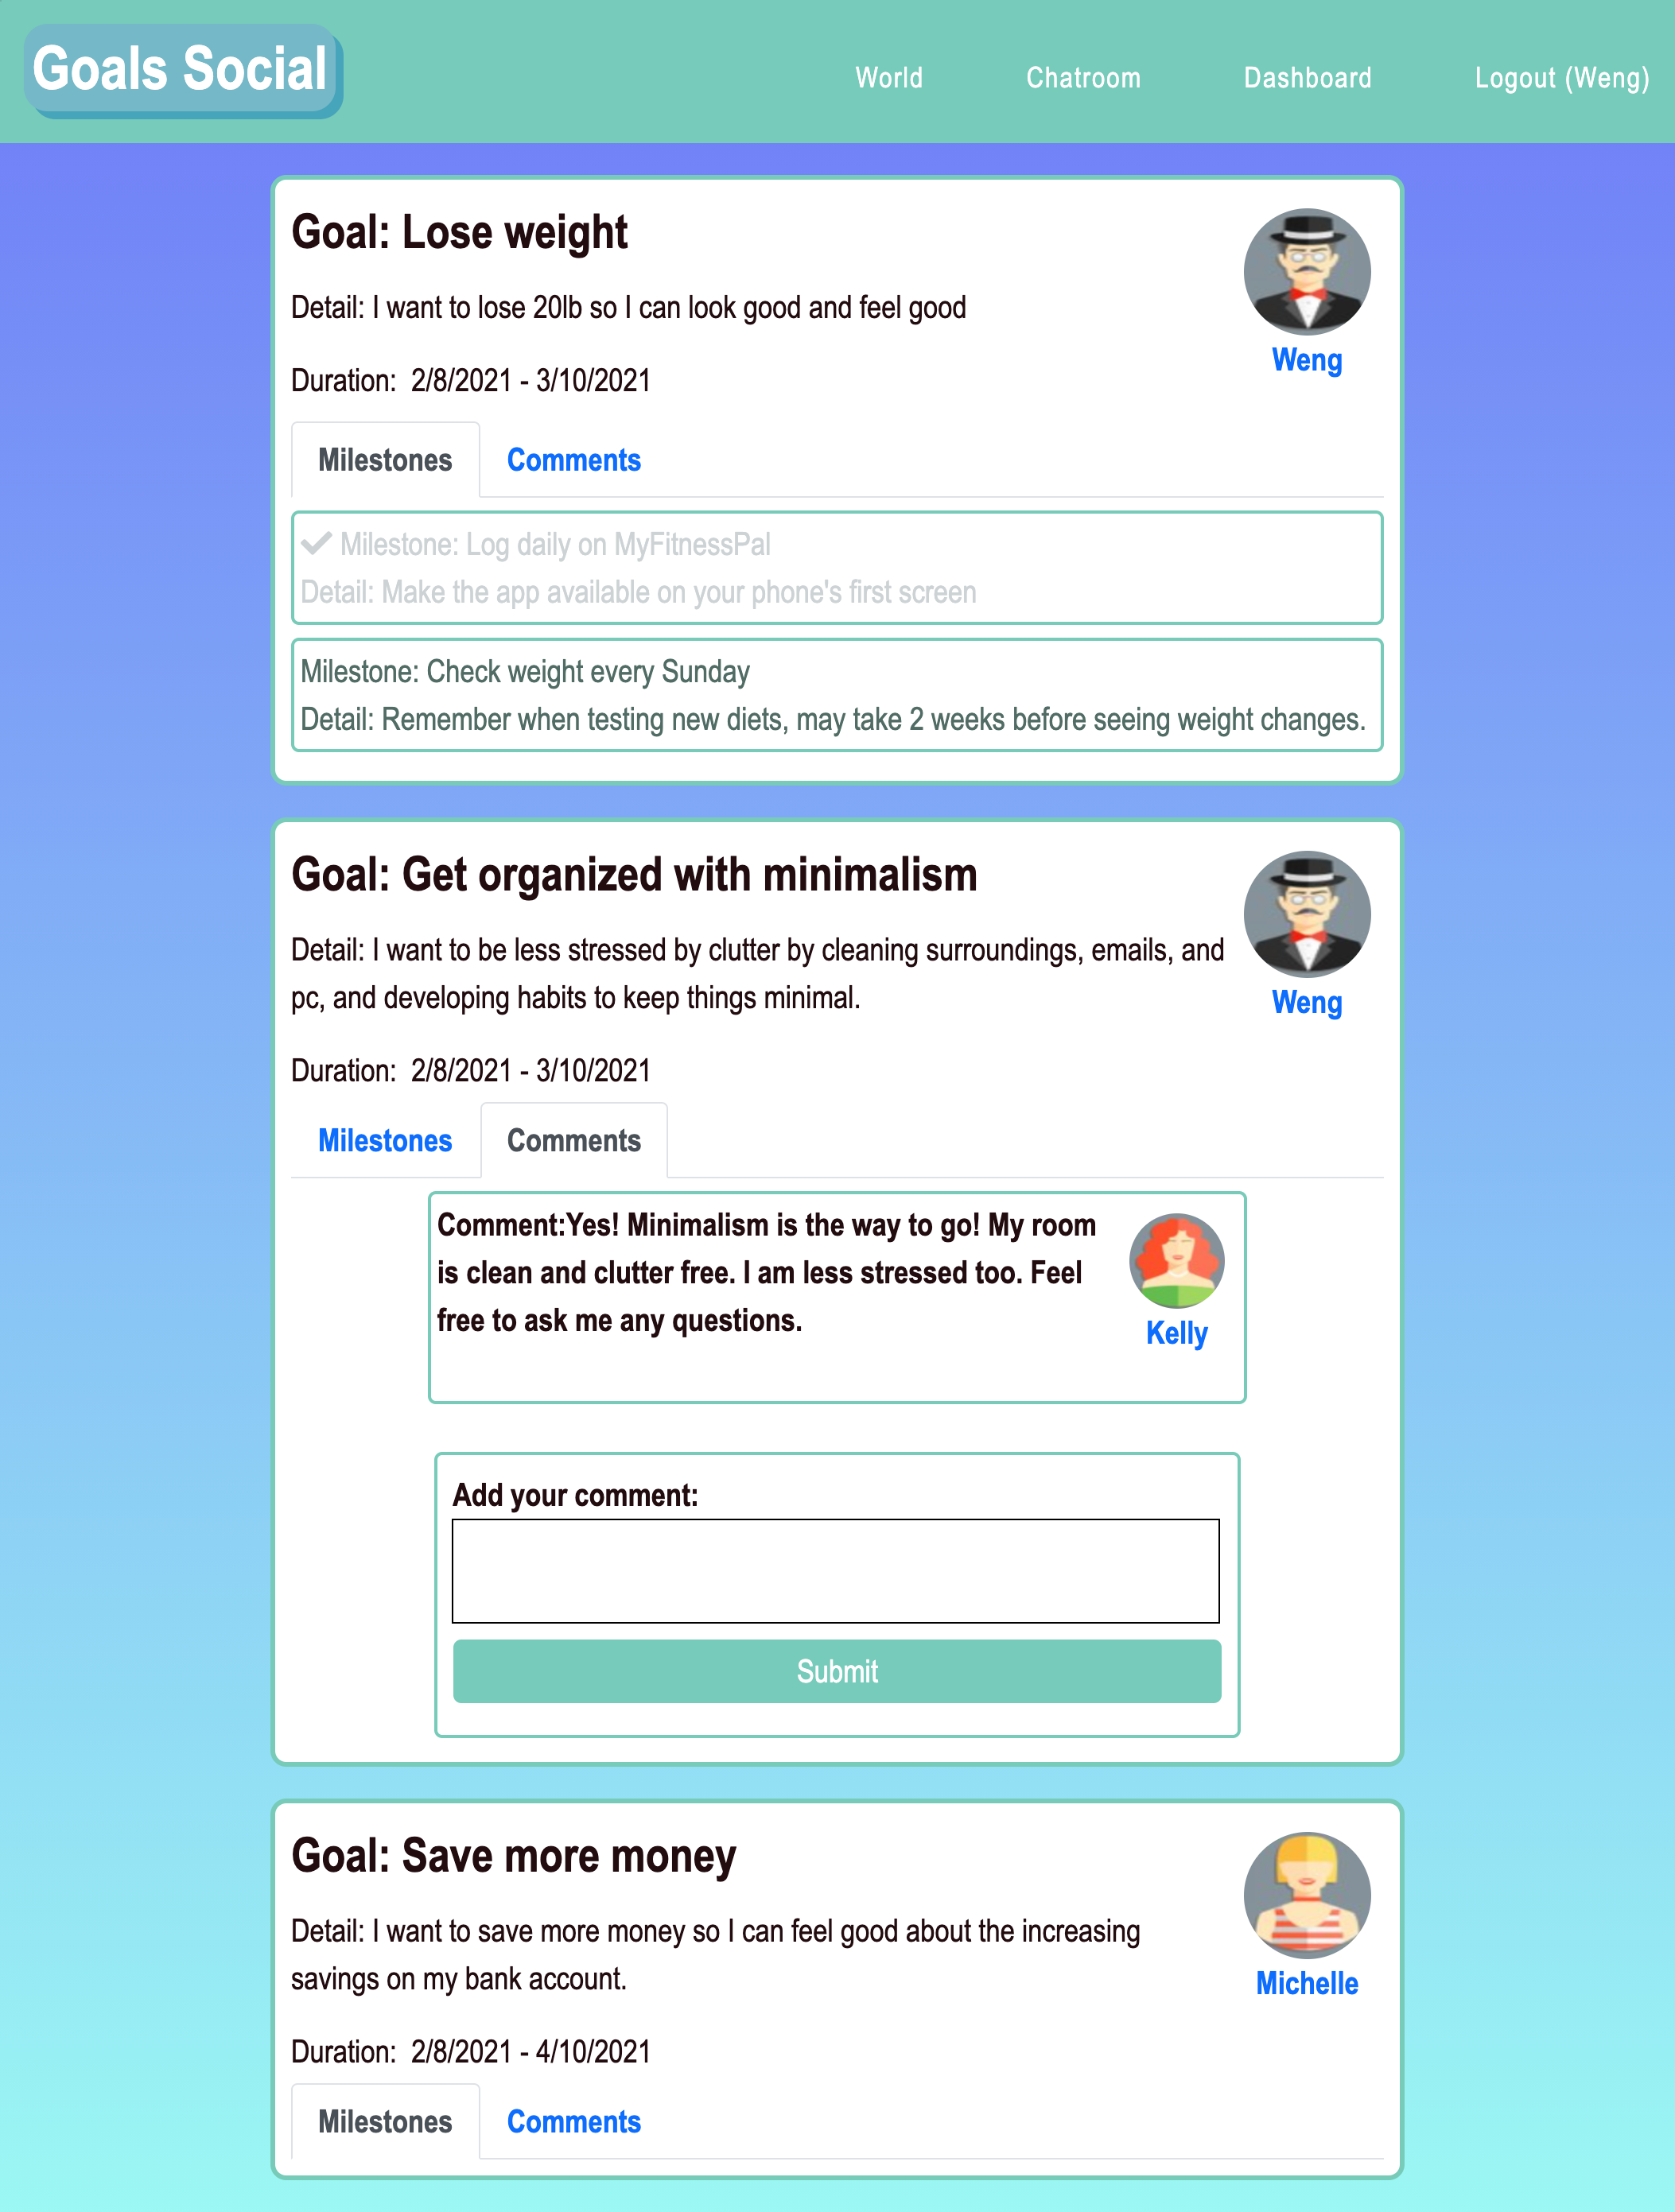 Goals Social
World Chatroom Dashboard Logout (Weng)
Goal: Lose weight
Detail: I want to lose 20lb so I can look good and feel good
Weng
Duration: 2/8/2021 - 3/10/2021
Milestones Comments
Milestone: Log daily on MyFitnessPal
Detail: Make the app available on your phone's first screen
Milestone: Check weight every Sunday
Detail: Remember when testing new diets, may take 2 weeks before seeing weight changes.
Goal: Get organized with minimalism
Detail: I want to be less stressed by clutter by cleaning surroundings, emails, and
pc, and developing habits to keep things minimal.
Weng
Duration: 2/8/2021 - 3/10/2021
Milestones Comments
Comment:Yes! Minimalism is the way to go! My room
is clean and clutter free. I am less stressed too. Feel
free to ask me any questions.
Kelly
Add your comment:
Submit
Goal: Save more money
Detail: I want to save more money so I can feel good about the increasing
savings on my bank account.
Michelle
Duration: 2/8/2021 - 4/10/2021
Milestones Comments